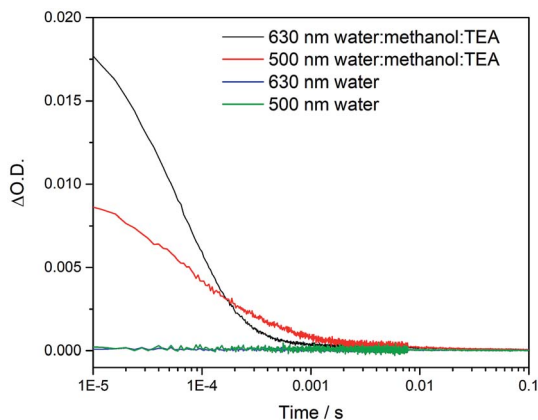 0.020
0.015
0.010
0.005
0.000
ΔO.D.
630 nm water:methanol:TEA
500 nm water:methanol:TEA
630 nm water
500 nm water
1E-5
1E-4
0.001
0.01
0.1
Time / s